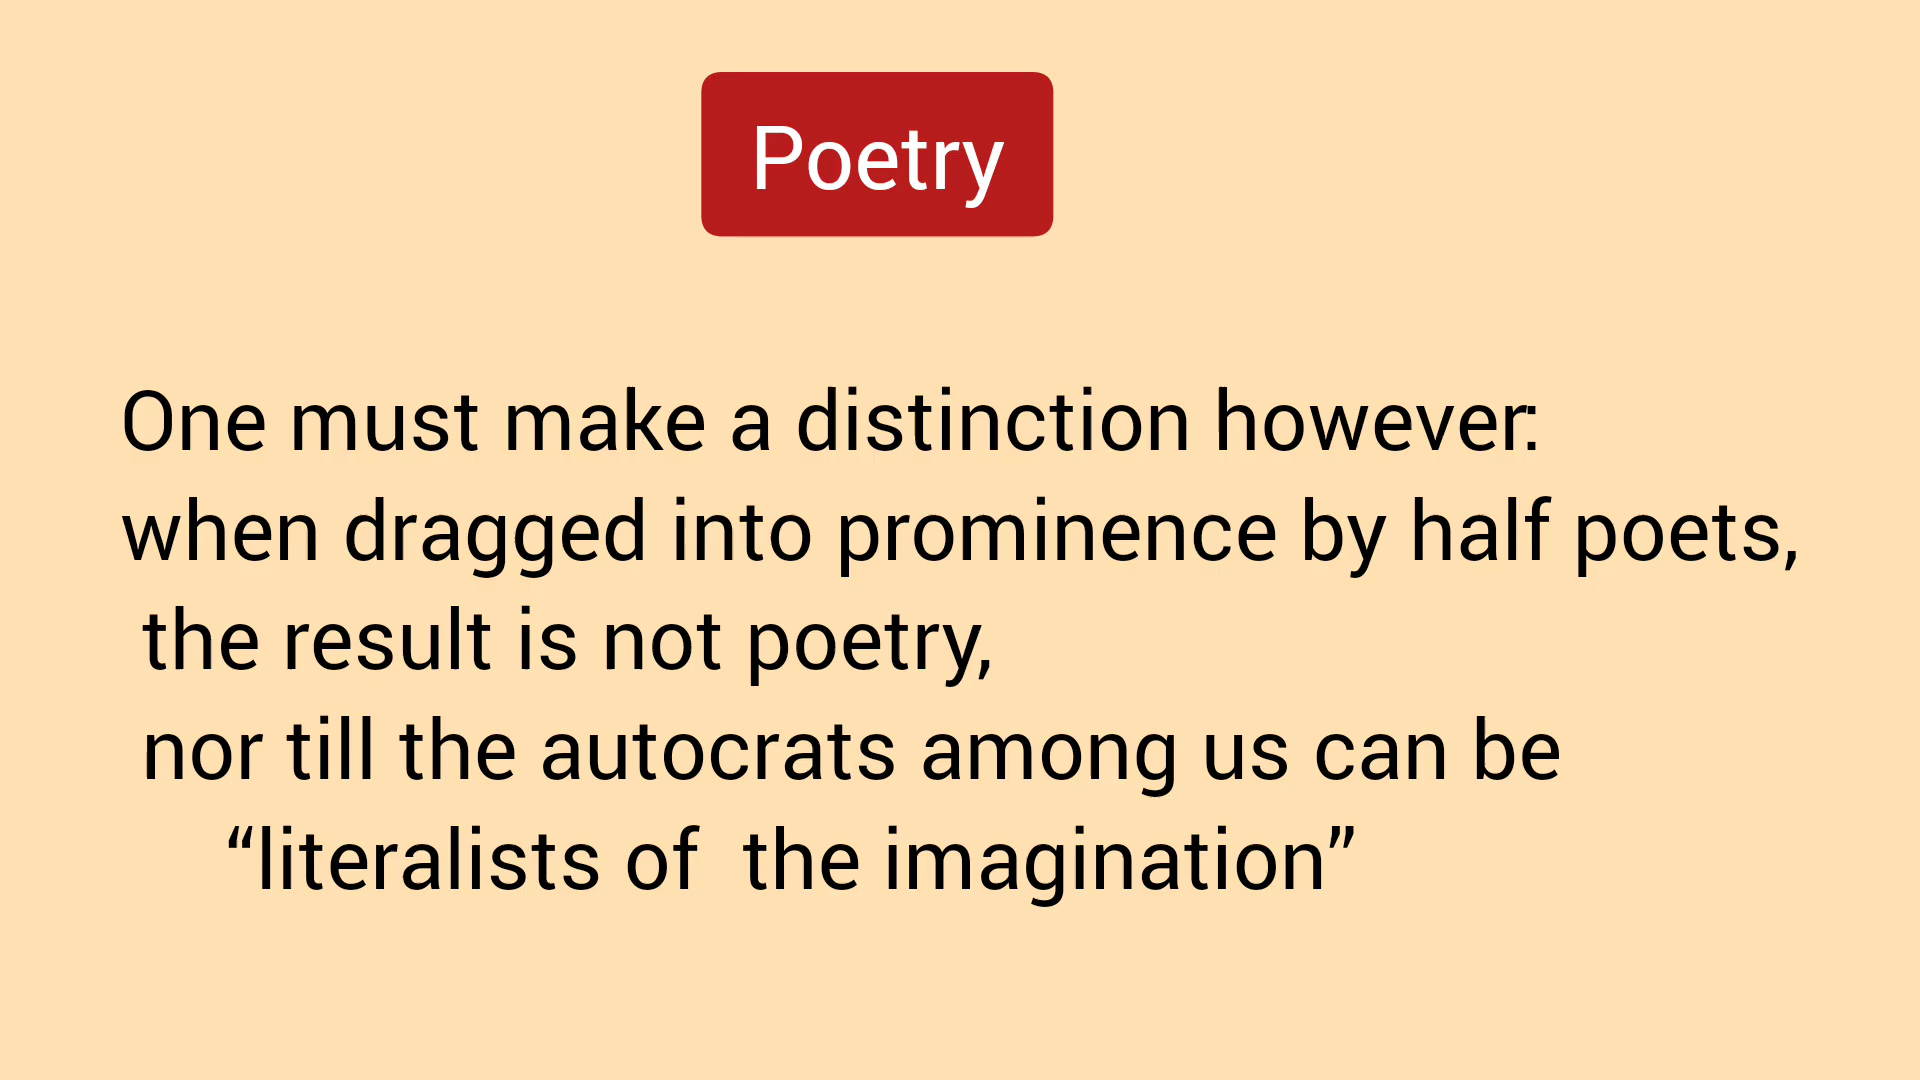 Poetry
One must make a distinction however:
when dragged into prominence by half poets,
the result is not poetry,
nor till the autocrats among us can be
“literalists of  the imagination”